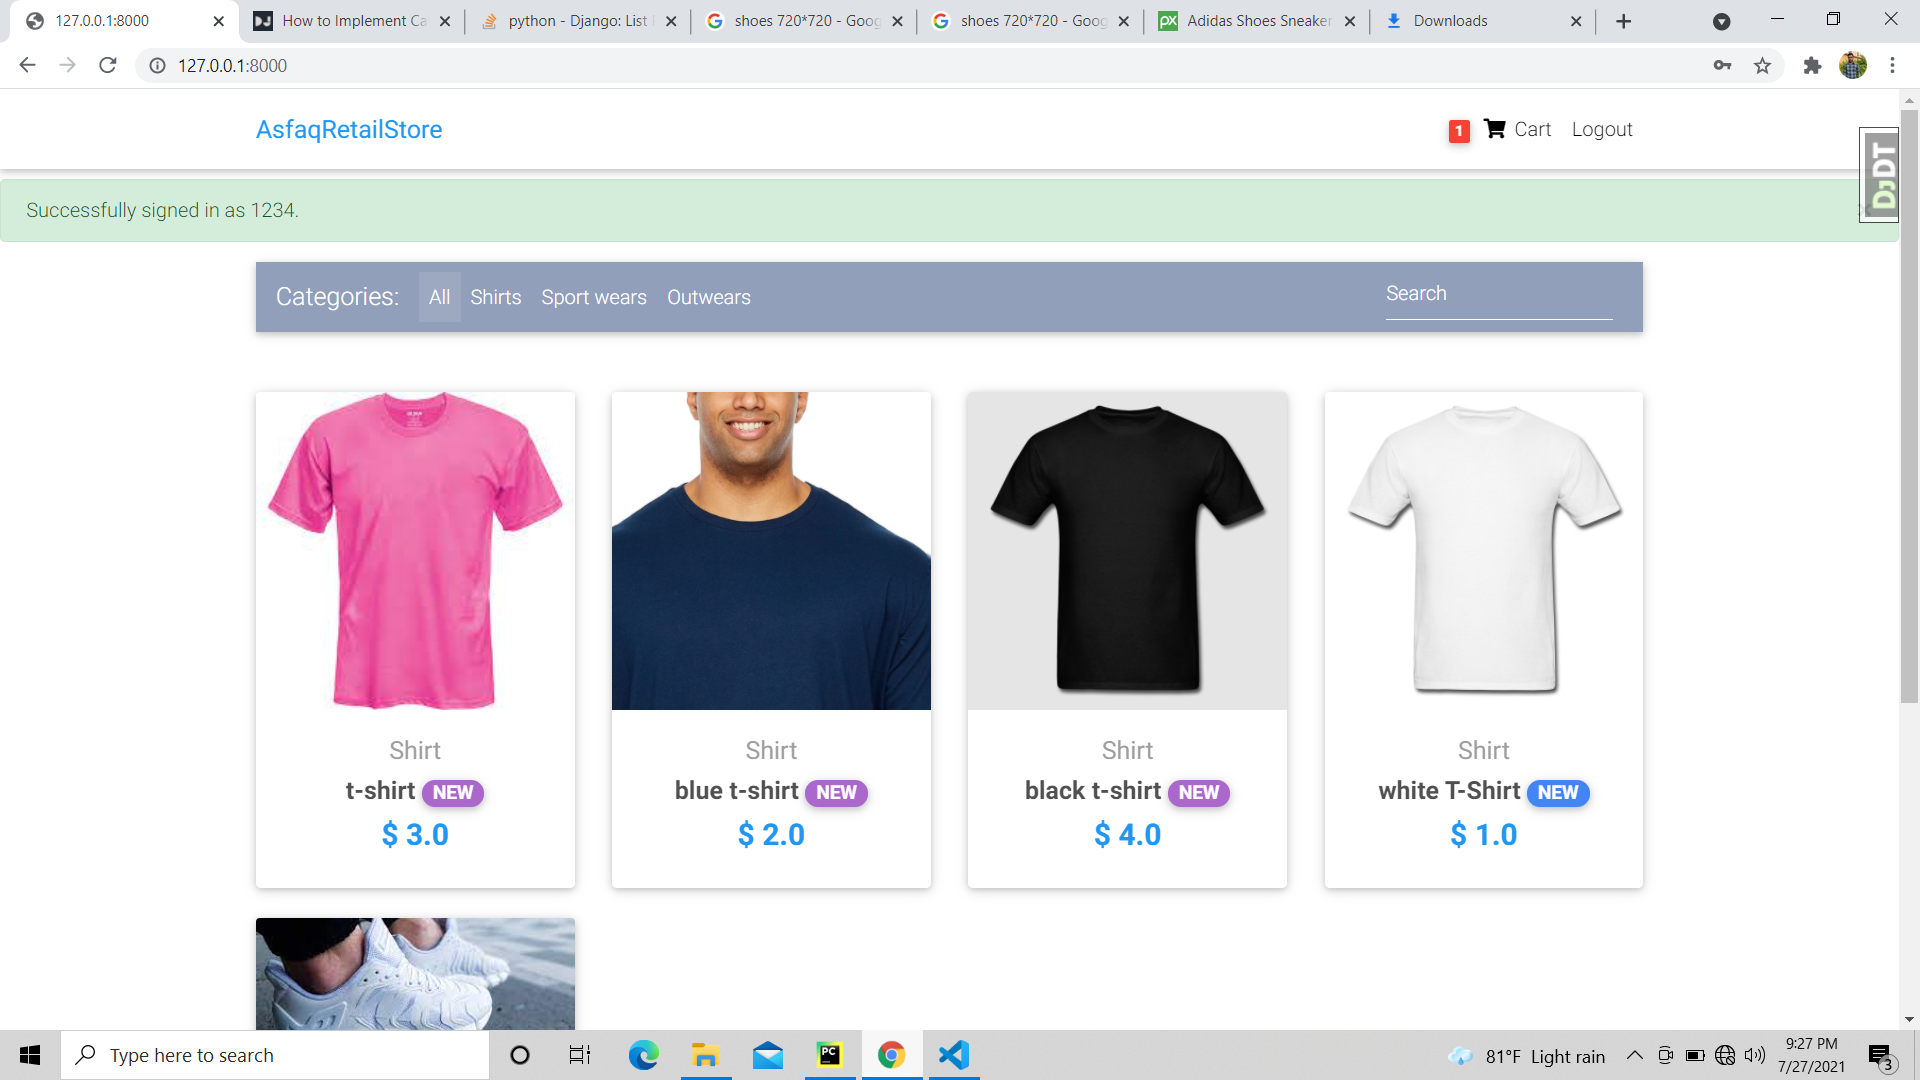 127.0.0.1:8000
How to Implement Ca
python - Django: List
shoes 720*720 - Goog
shoes 720*720 - Goog
Adidas Shoes Sneaker
Downloads
127.0.0.1:8000
AsfaqRetailStore
1
Cart
Logout
DJDT
Successfully signed in as 1234.
Categories:
All
Shirts
Sport wears
Outwears
Search
Shirt
t-shirt NEW
$ 3.0
Shirt
blue t-shirt NEW
$ 2.0
Shirt
black t-shirt NEW
$ 4.0
Shirt
white T-Shirt NEW
$ 1.0
Type here to search
PC
81°F Light rain
9:27 PM
7/27/2021
3